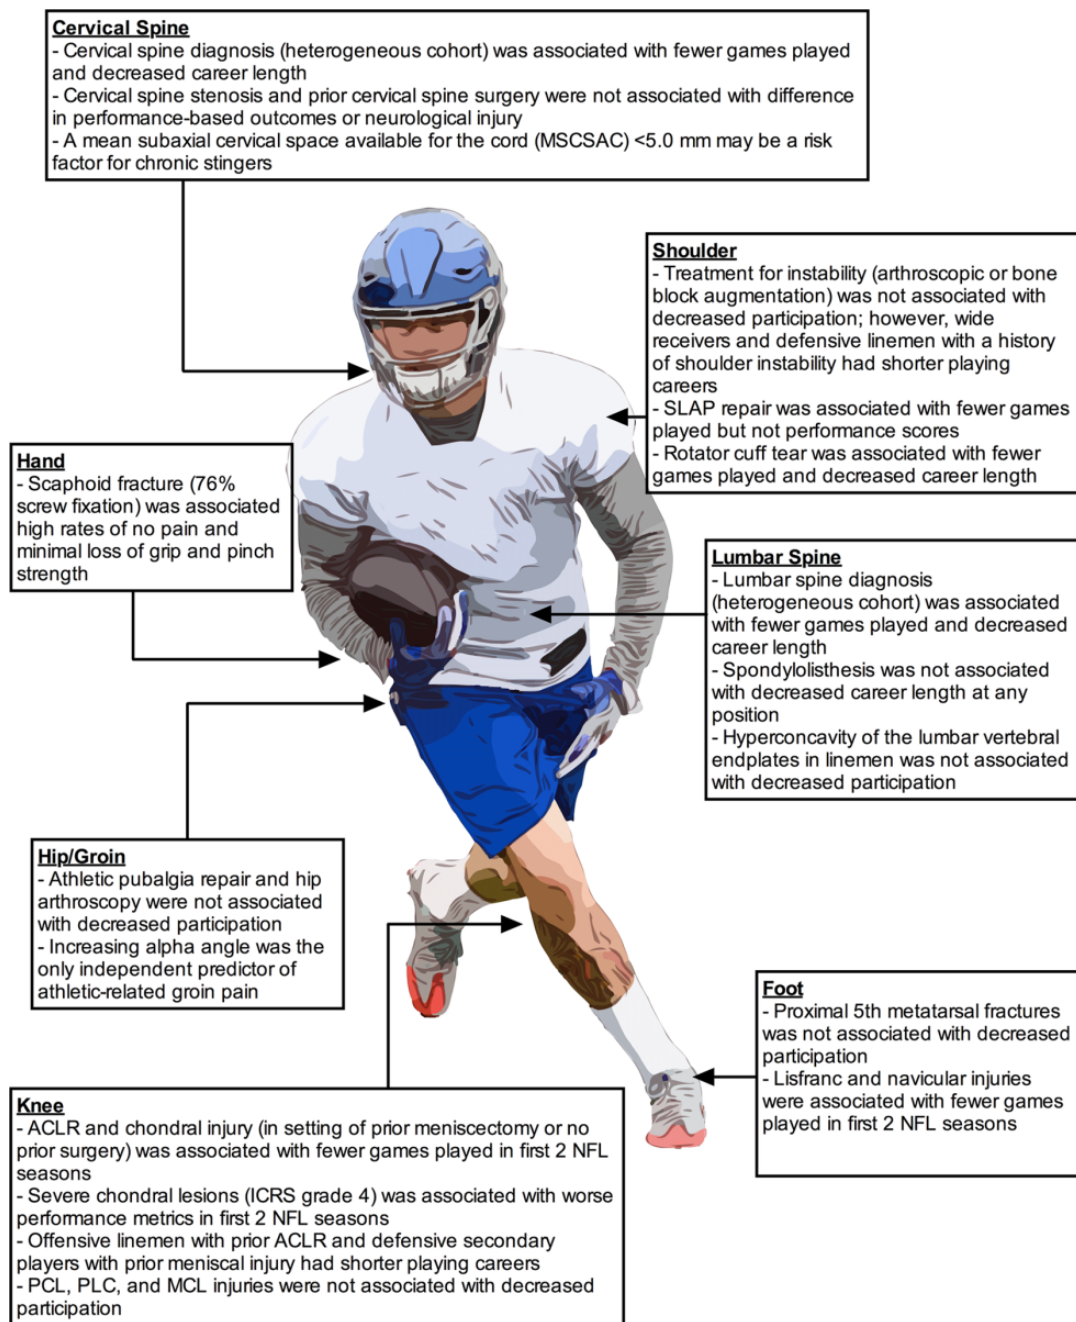 Cervical Spine
- Cervical spine diagnosis (heterogeneous cohort) was associated with fewer games played
and decreased career length
- Cervical spine stenosis and prior cervical spine surgery were not associated with difference
in performance-based outcomes or neurological injury
- A mean subaxial cervical space available for the cord (MSCSAC) <5.0 mm may be a risk
factor for chronic stingers
Shoulder
- Treatment for instability (arthroscopic or bone
block augmentation) was not associated with
decreased participation; however, wide
receivers and defensive linemen with a history
of shoulder instability had shorter playing
careers
- SLAP repair was associated with fewer games
played but not performance scores
- Rotator cuff tear was associated with fewer
games played and decreased career length
Hand
- Scaphoid fracture (76%
screw fixation) was associated
high rates of no pain and
minimal loss of grip and pinch
strength
Lumbar Spine
- Lumbar spine diagnosis
(heterogeneous cohort) was associated
with fewer games played and decreased
career length
- Spondylolisthesis was not associated
with decreased career length at any
position
- Hyperconcavity of the lumbar vertebral
endplates in linemen was not associated
with decreased participation
Hip/Groin
- Athletic pubalgia repair and hip
arthroscopy were not associated
with decreased participation
- Increasing alpha angle was the
only independent predictor of
athletic-related groin pain
Foot
- Proximal 5th metatarsal fractures
was not associated with decreased
participation
- Lisfranc and navicular injuries
were associated with fewer games
played in first 2 NFL seasons
Knee
- ACLR and chondral injury (in setting of prior meniscectomy or no
prior surgery) was associated with fewer games played in first 2 NFL
seasons
- Severe chondral lesions (ICRS grade 4) was associated with worse
performance metrics in first 2 NFL seasons
- Offensive linemen with prior ACLR and defensive secondary
players with prior meniscal injury had shorter playing careers
- PCL, PLC, and MCL injuries were not associated with decreased
participation